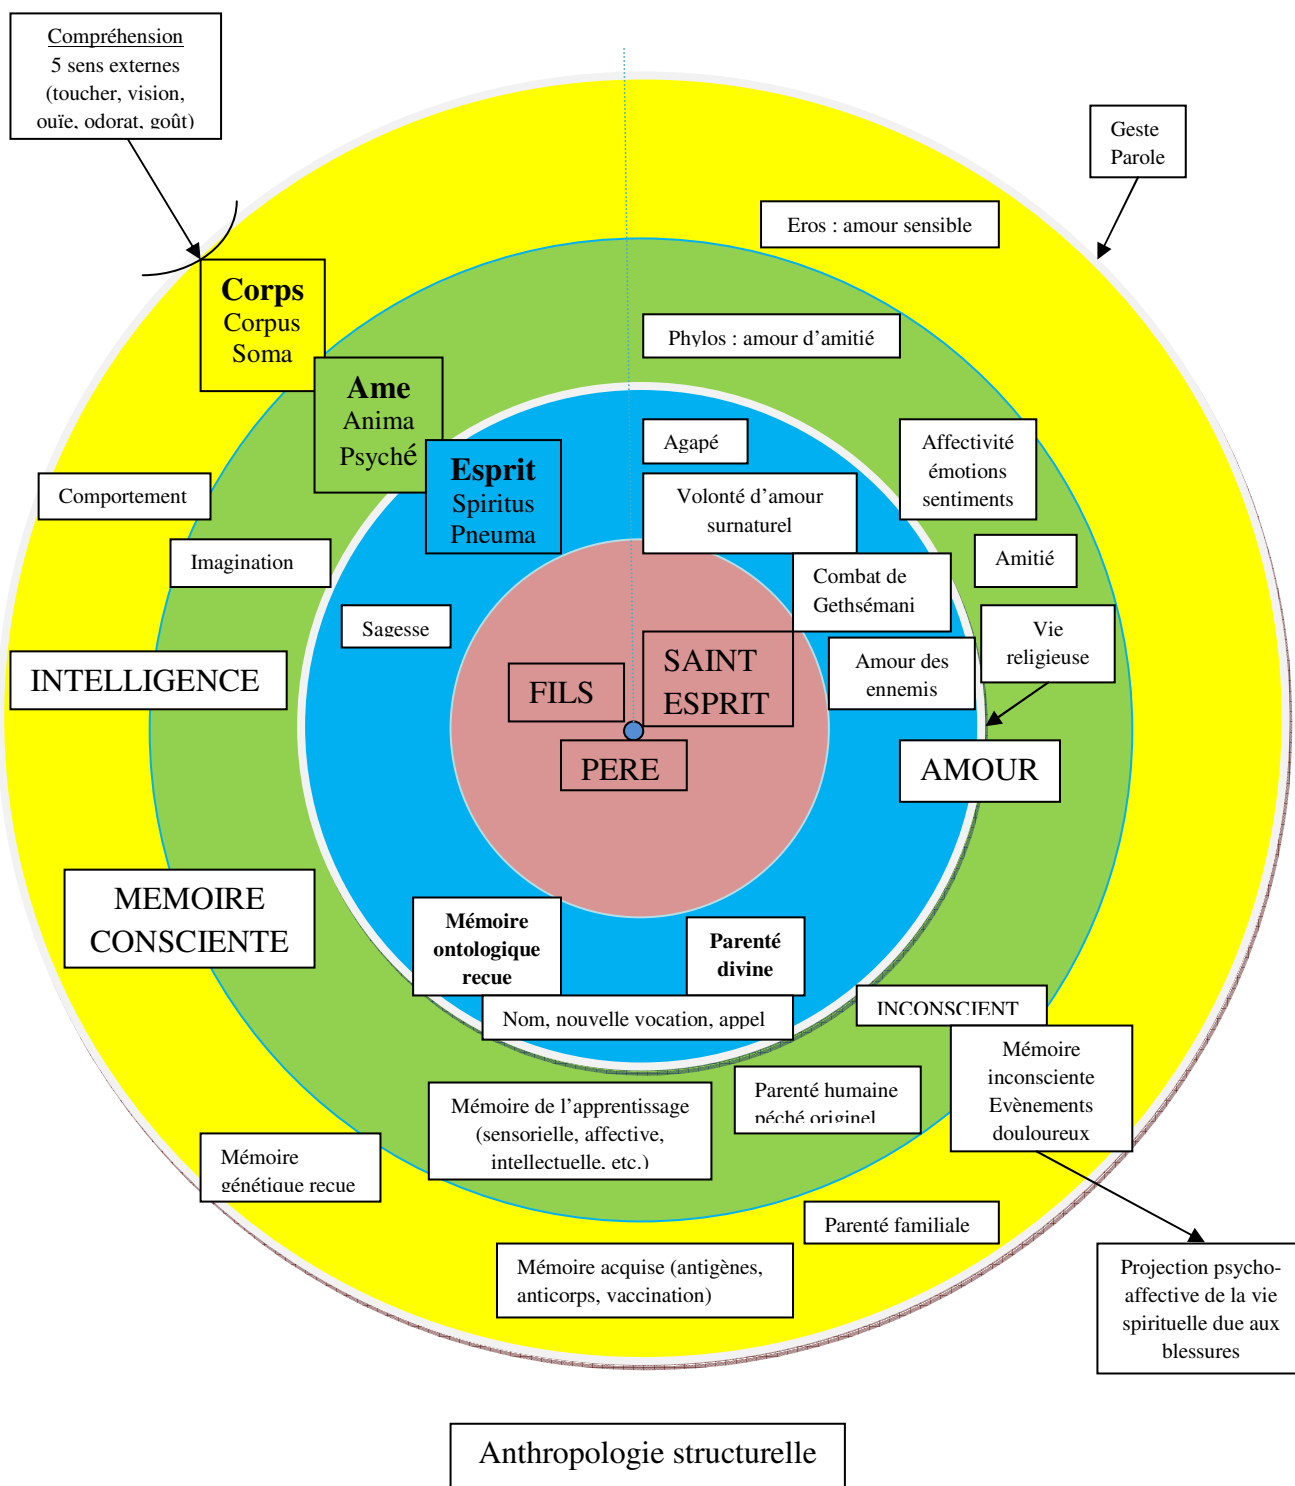 Compréhension
5 sens externes
(toucher, vision,
ouïe, odorat, goût)
Geste
Parole
Eros : amour sensible
Corps
Corpus
Soma
Phylos : amour d’amitié
Ame
Anima
Psyché
Agapé
Affectivité
émotions
sentiments
Esprit
Spiritus
Pneuma
Comportement
Volonté d’amour
surnaturel
Imagination
Combat de
Gethsémani
Amitié
Sagesse
Vie
religieuse
INTELLIGENCE
FILS
SAINT
ESPRIT
Amour des
ennemis
PERE
AMOUR
MEMOIRE
CONSCIENTE
Mémoire
ontologique
recue
Parenté
divine
Nom, nouvelle vocation, appel
INCONSCIENT
Mémoire
inconsciente
Evènements
douloureux
Mémoire de l’apprentissage
(sensorielle, affective,
intellectuelle, etc.)
Parenté humaine
péché originel
Mémoire
génétique recue
Parenté familiale
Mémoire acquise (antigènes,
anticorps, vaccination)
Projection psycho-
affective de la vie
spirituelle due aux
blessures
Anthropologie structurelle